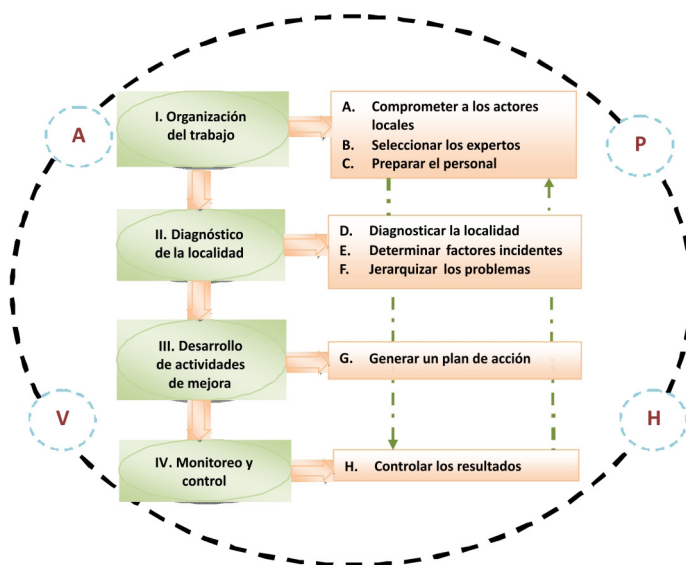 A
P
I. Organización
del trabajo
A. Comprometer a los actores
locales
B. Seleccionar los expertos
C. Preparar el personal
II. Diagnóstico
de la localidad
D. Diagnosticar la localidad
E. Determinar factores incidentes
F. Jerarquizar los problemas
III. Desarrollo
de actividades
de mejora
G. Generar un plan de acción
V
H
IV. Monitoreo y
control
H. Controlar los resultados